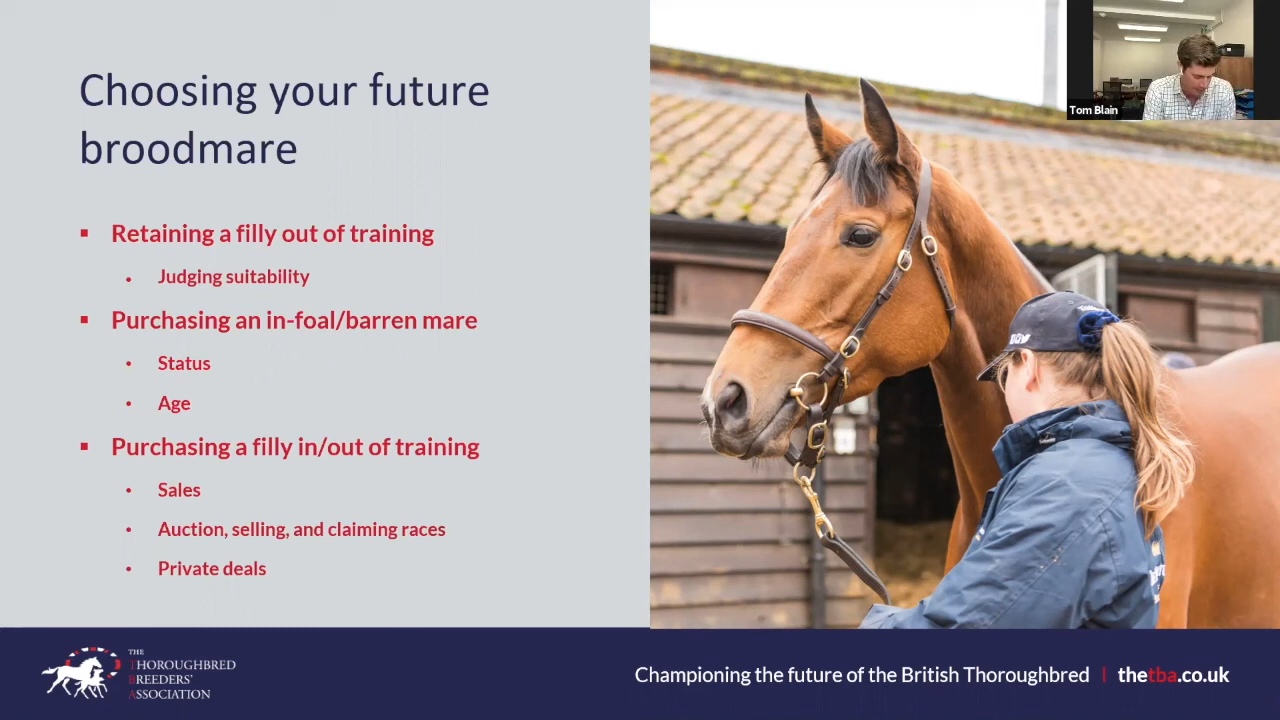 Choosing your future
broodmare
Tom Blain
▪ Retaining a filly out of training
• Judging suitability
▪ Purchasing an in-foal/barren mare
• Status
• Age
▪ Purchasing a filly in/out of training
• Sales
• Auction, selling, and claiming races
• Private deals
THE
THOROUGHBRED
BREEDERS'
ASSOCIATION
Championing the future of the British Thoroughbred | thetba.co.uk